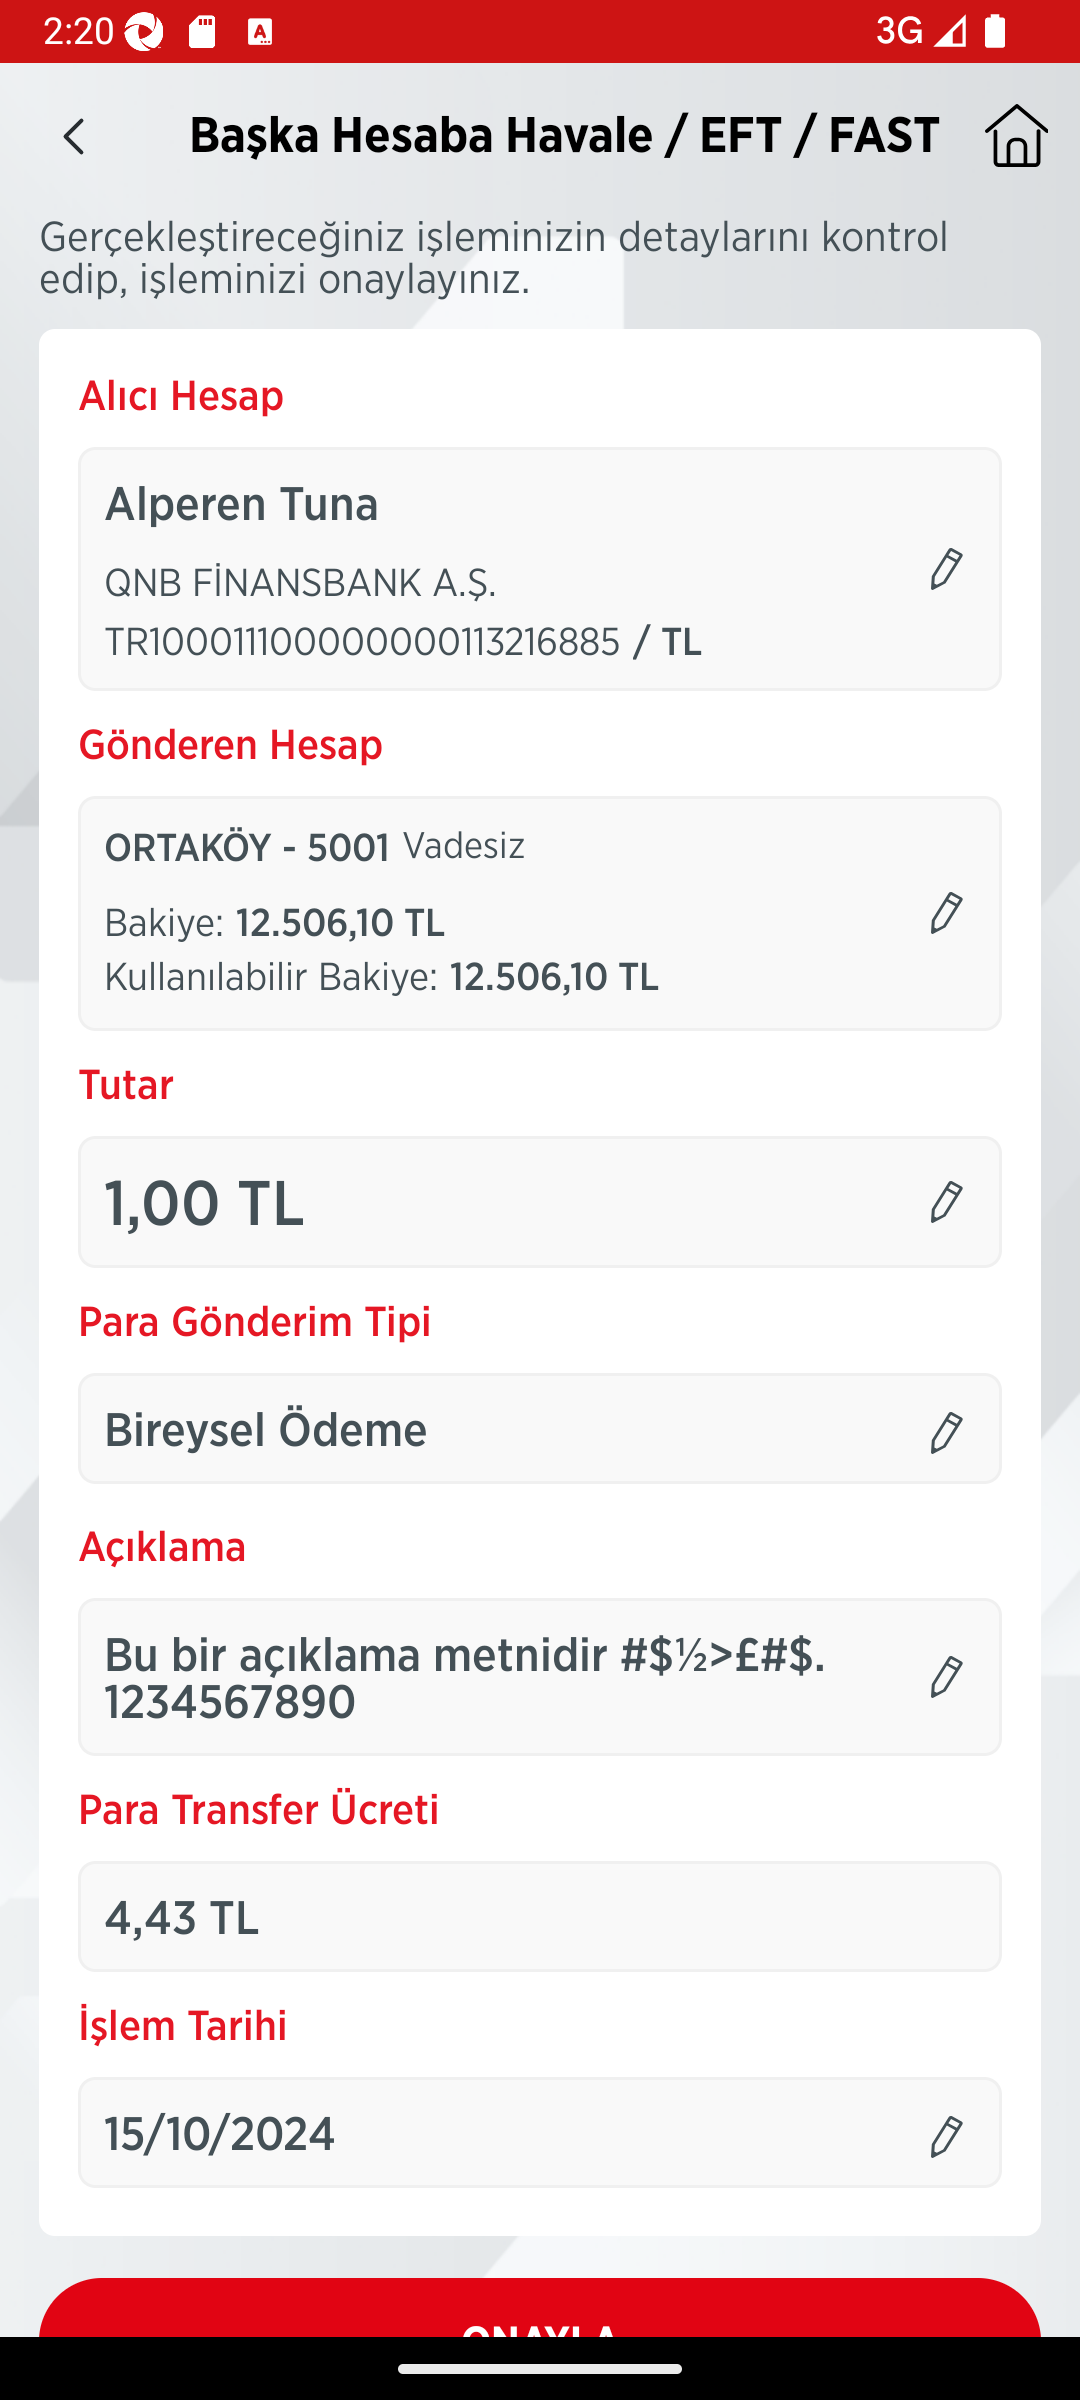 2:20
3G
Başka Hesaba Havale / EFT / FAST
Gerçekleştireceğiniz işleminizin detaylarını kontrol
edip, işleminizi onaylayınız.
Alıcı Hesap
Alperen Tuna
QNB FİNANSBANK A.Ş.
TR100011100000000113216885 / TL
Gönderen Hesap
ORTAKÖY - 5001 Vadesiz
Bakiye: 12.506,10 TL
Kullanılabilir Bakiye: 12.506,10 TL
Tutar
1,00 TL
Para Gönderim Tipi
Bireysel Ödeme
Açıklama
Bu bir açıklama metnidir #$½>£#$.
1234567890
Para Transfer Ücreti
4,43 TL
İşlem Tarihi
15/10/2024
ONAYLA